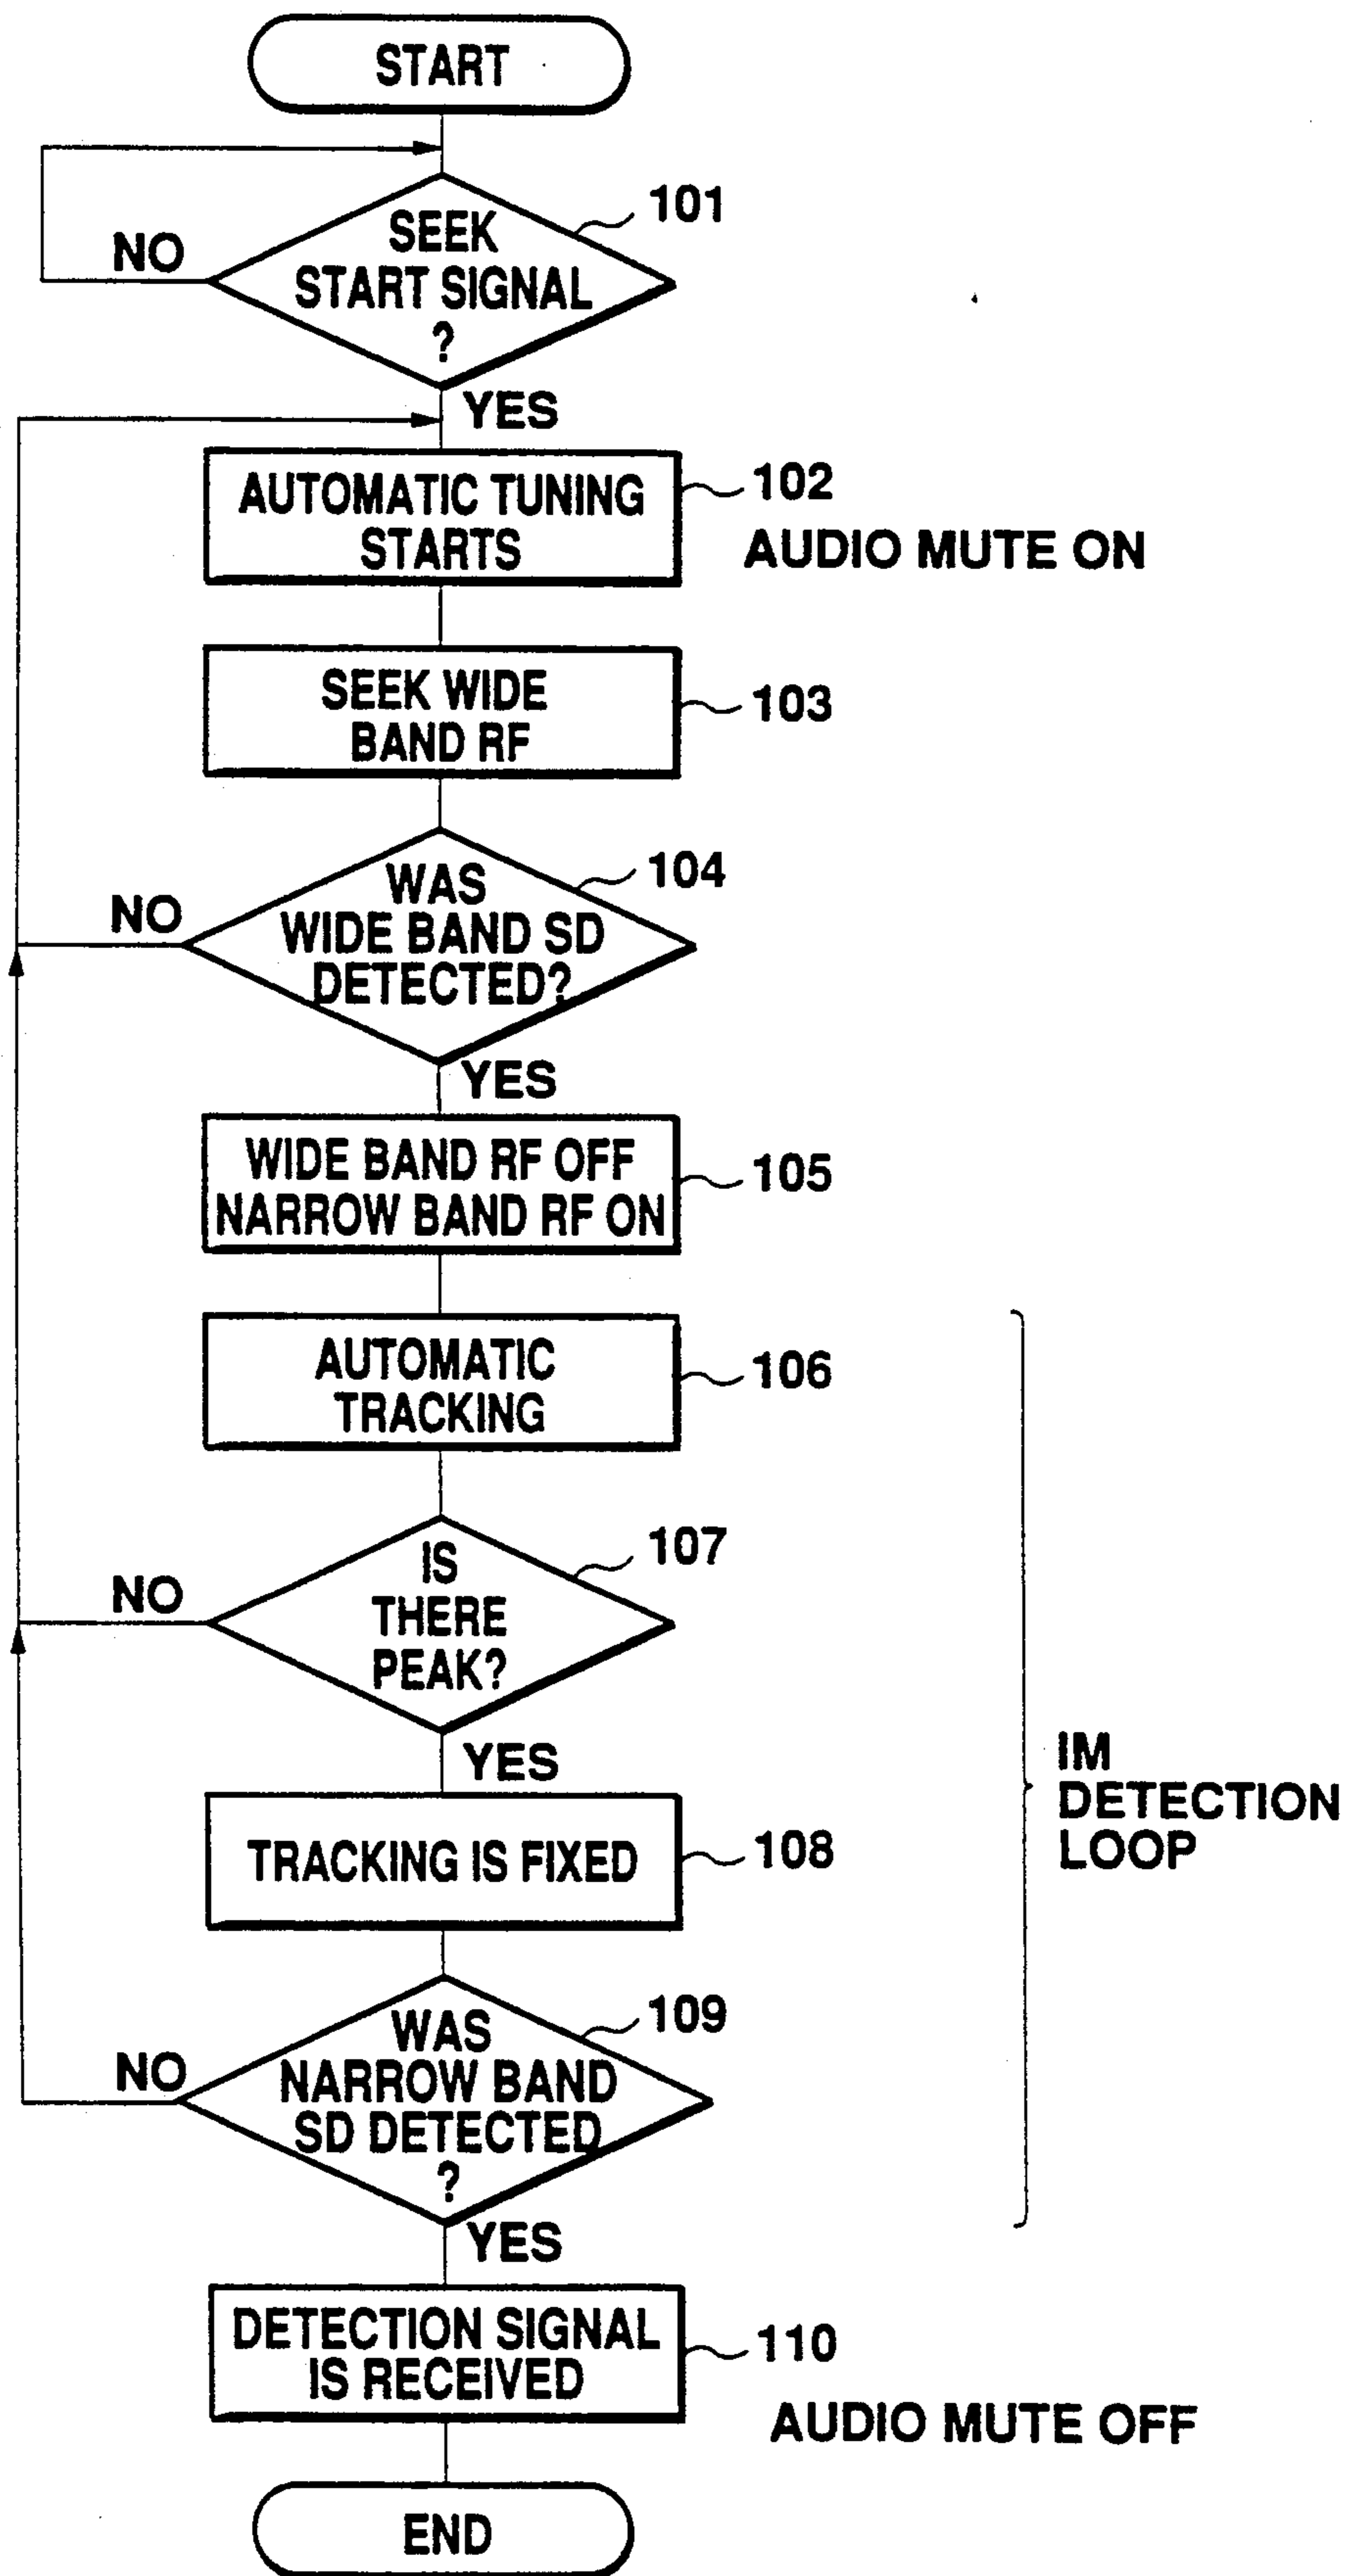 START
101
SEEK
NO
START SIGNAL
?
YES
AUTOMATIC TUNING
STARTS
102
AUDIO MUTE ON
SEEK WIDE
BAND RF
103
WAS
104
NO
WIDE BAND SD
DETECTED?
YES
WIDE BAND RF OFF
NARROW BAND RF ON
105
AUTOMATIC
TRACKING
106
IS
107
NO
THERE
PEAK?
YES
IM
DETECTION
LOOP
TRACKING IS FIXED
108
WAS
109
NO
NARROW BAND
SD DETECTED
?
YES
DETECTION SIGNAL
IS RECEIVED
110
AUDIO MUTE OFF
END